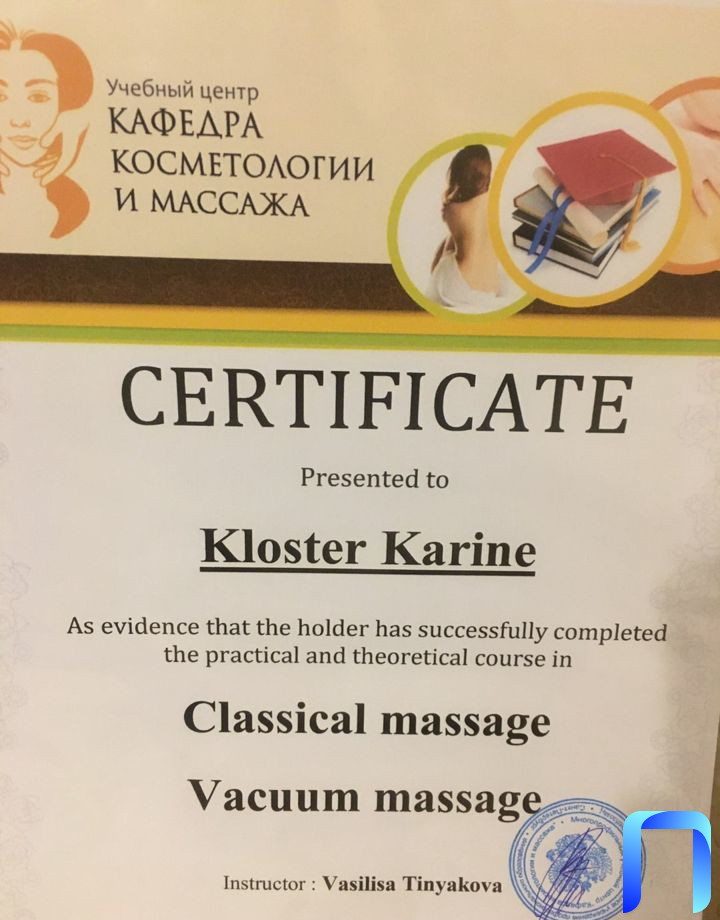 Учебный центр
КАФЕДРА
КОСМЕТОЛОГИИ
И МАССАЖА
CERTIFICATE
Presented to
Kloster Karine
As evidence that the holder has successfully completed
the practical and theoretical course in
Classical massage
Vacuum massage
Instructor : Vasilisa Tinyakova